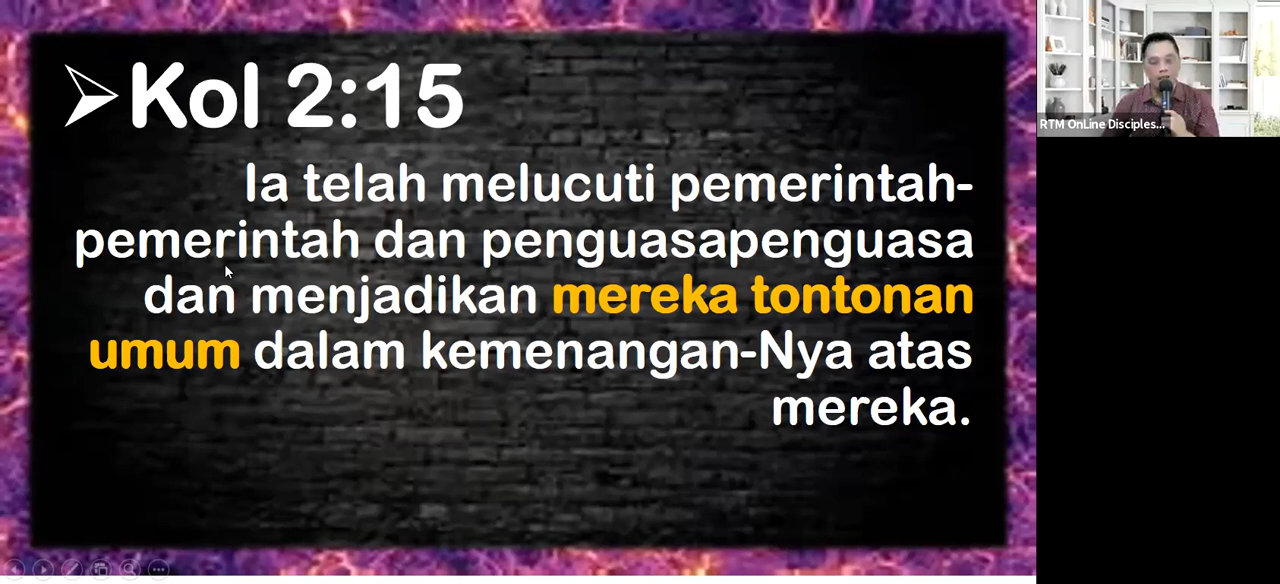 Kol 2:15
Ia telah melucuti pemerintah-
pemerintah dan penguasapenguasa
dan menjadikan mereka tontonan
umum dalam kemenangan-Nya atas
mereka.
RTM OnLine Disciples...